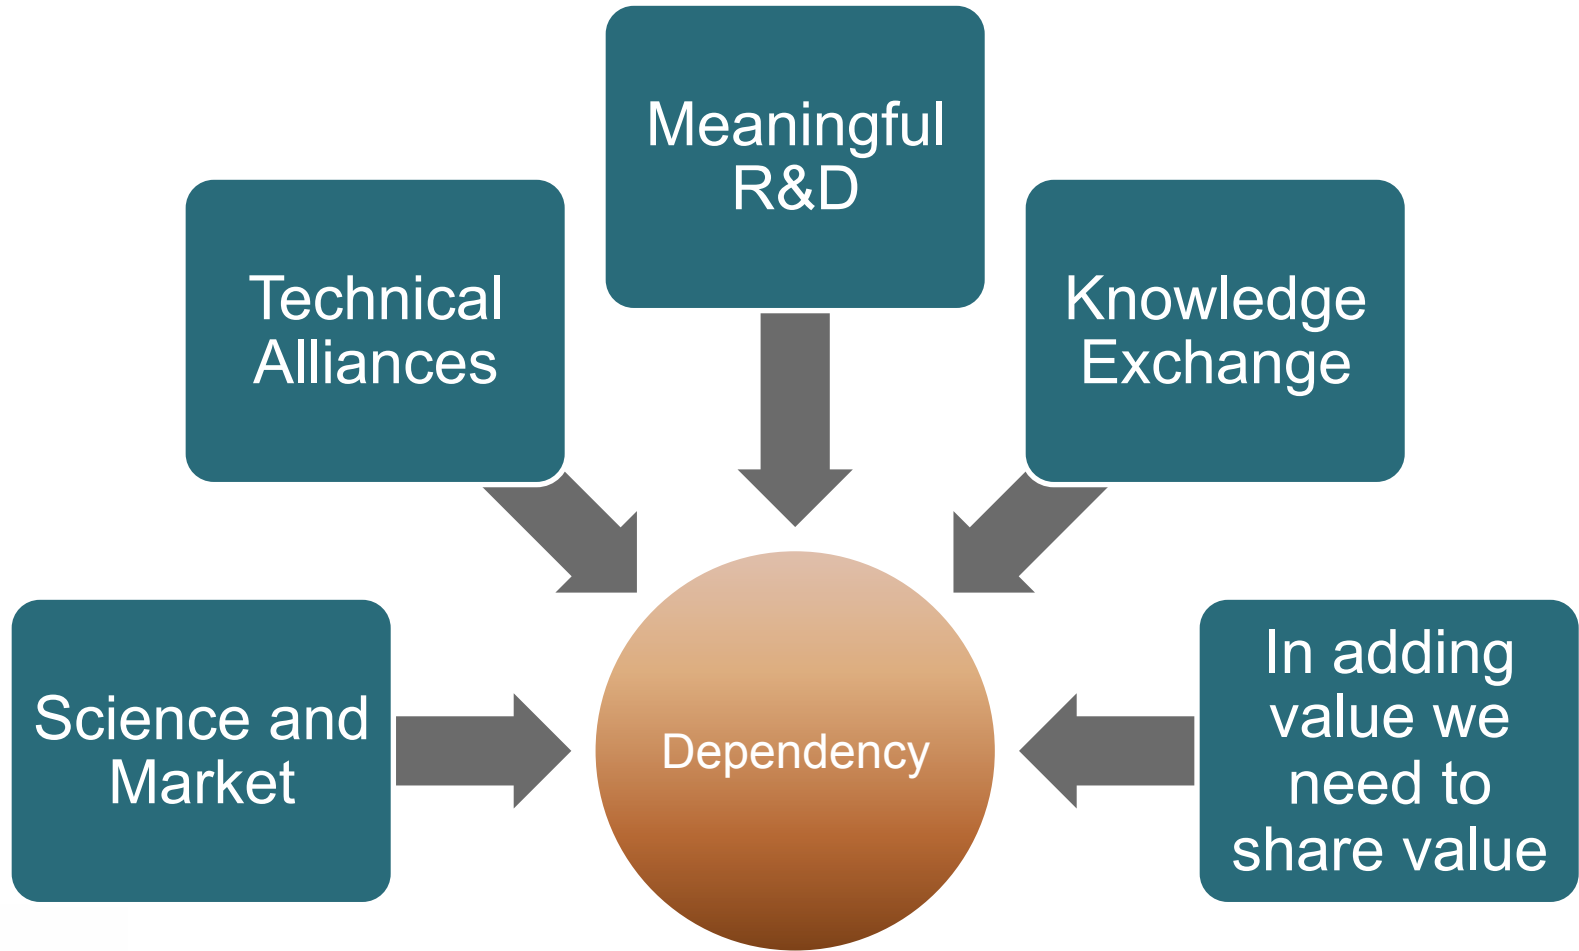 Meaningful
R&D
Technical
Alliances
Knowledge
Exchange
Science and
Market
Dependency
In adding
value we
need to
share value